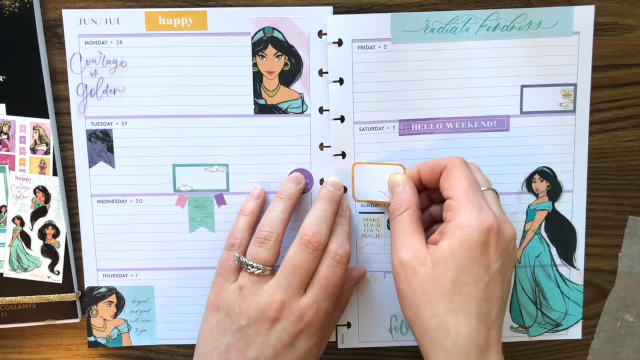 JUN/JUL
happy
MONDAY • 28
Courage
is
golden
TUESDAY • 29
WEDNESDAY • 30
THURSDAY • 1
radiate kindness
FRIDAY • 2
SATURDAY • 3
HELLO WEEKEND!
SUNDAY
MAKE
YOUR
OWN
MAGIC